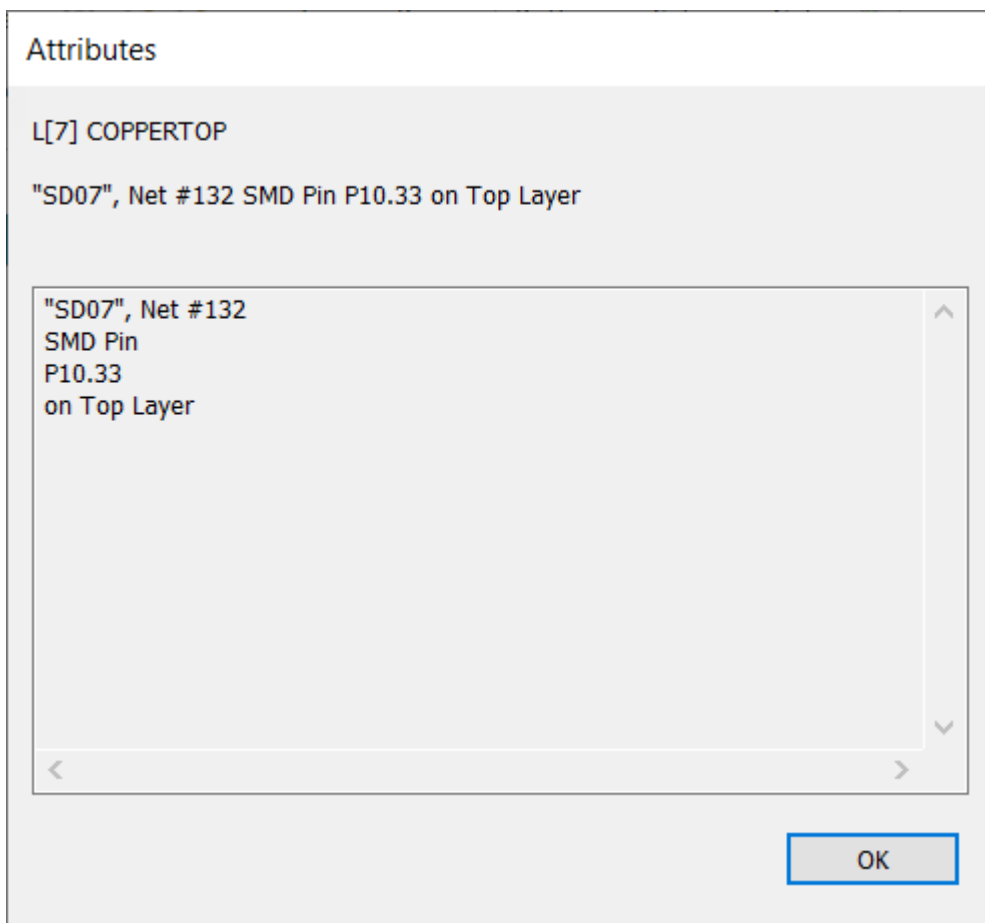 Attributes
L[7] COPPERTOP
"SD07", Net #132 SMD Pin P10.33 on Top Layer
"SD07", Net #132
SMD Pin
P10.33
on Top Layer
OK